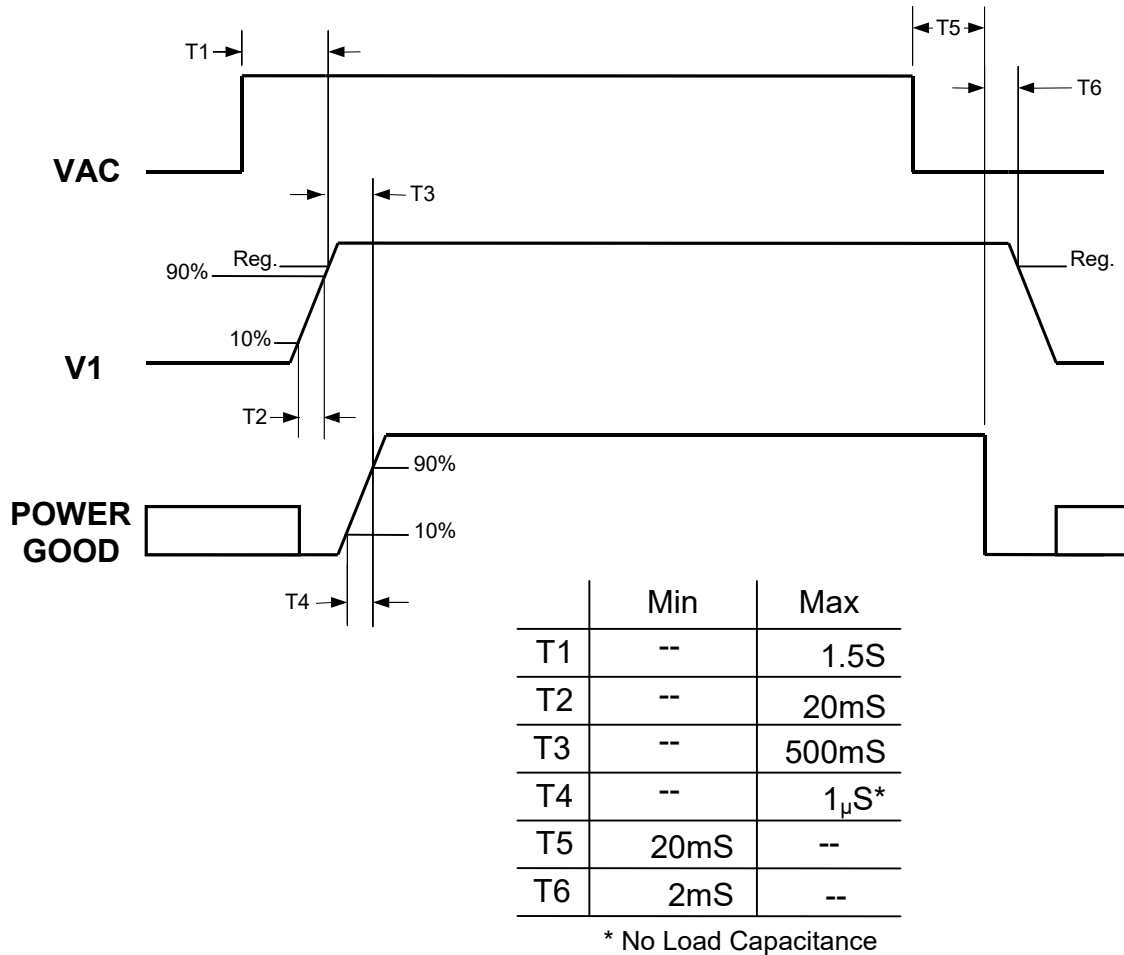 T1
T5
T6
VAC
T3
Reg.
90%
Reg.
10%
V1
T2
90%
POWER
GOOD
10%
T4
Min Max
T1 -- 1.5S
T2 -- 20mS
T3 -- 500mS
T4 -- 1µS*
T5 20mS --
T6 2mS --
* No Load Capacitance